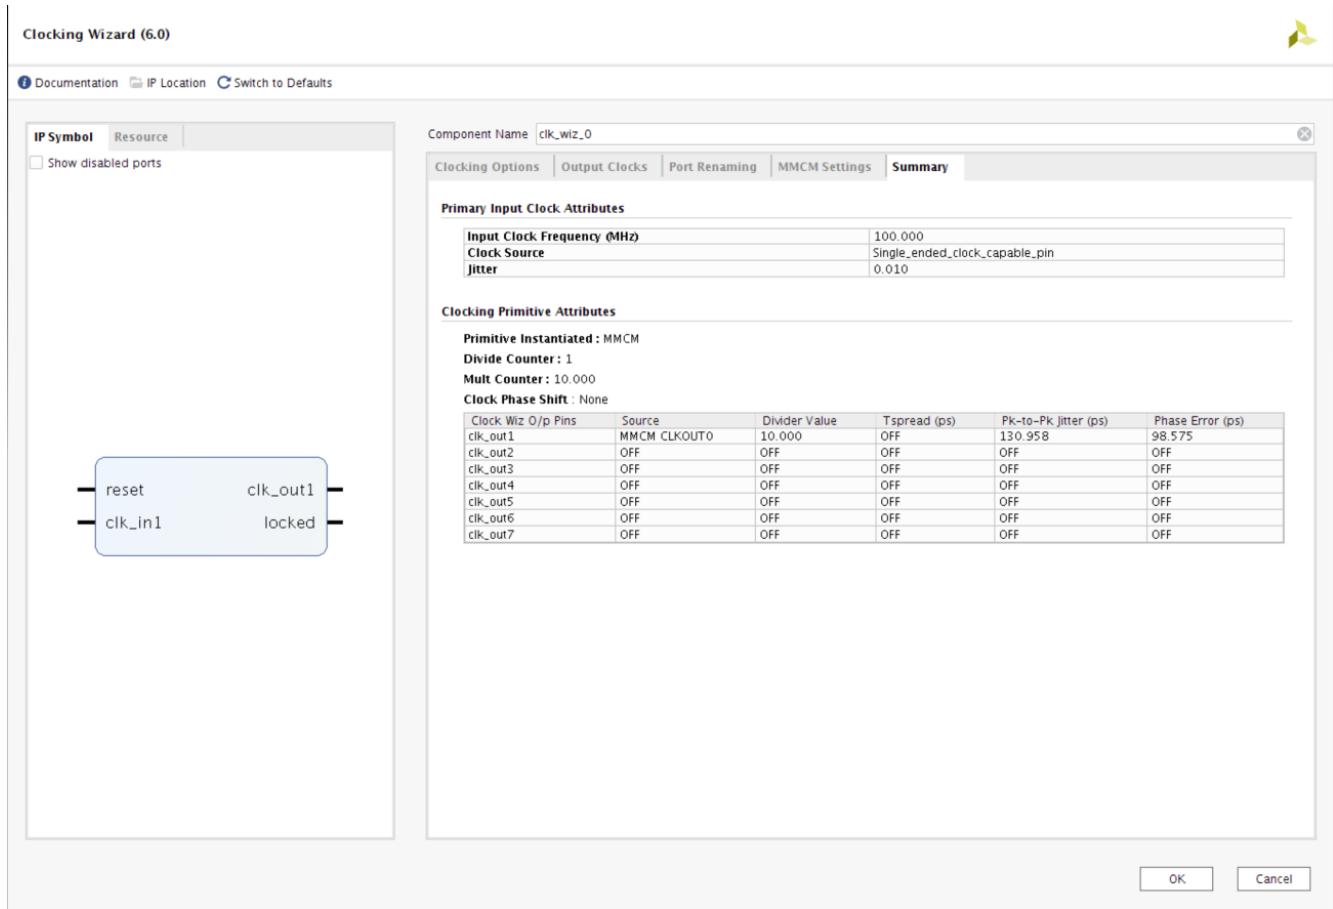 Clocking Wizard (6.0)
Documentation IP Location Switch to Defaults
IP Symbol Resource
Show disabled ports
reset clk_out1
clk_in1 locked
Component Name clk_wiz_0
Clocking Options Output Clocks Port Renaming MMCM Settings Summary
Primary Input Clock Attributes
Input Clock Frequency (MHz) 100.000
Clock Source Single_ended_clock_capable_pin
Jitter 0.010
Clocking Primitive Attributes
Primitive Instantiated : MMCM
Divide Counter : 1
Mult Counter : 10.000
Clock Phase Shift : None
Clock Wiz O/p Pins Source Divider Value Tspread (ps) Pk-to-Pk Jitter (ps) Phase Error (ps)
clk_out1 MMCM CLKOUT0 10.000 OFF 130.958 98.575
clk_out2 OFF OFF OFF OFF OFF
clk_out3 OFF OFF OFF OFF OFF
clk_out4 OFF OFF OFF OFF OFF
clk_out5 OFF OFF OFF OFF OFF
clk_out6 OFF OFF OFF OFF OFF
clk_out7 OFF OFF OFF OFF OFF
OK Cancel